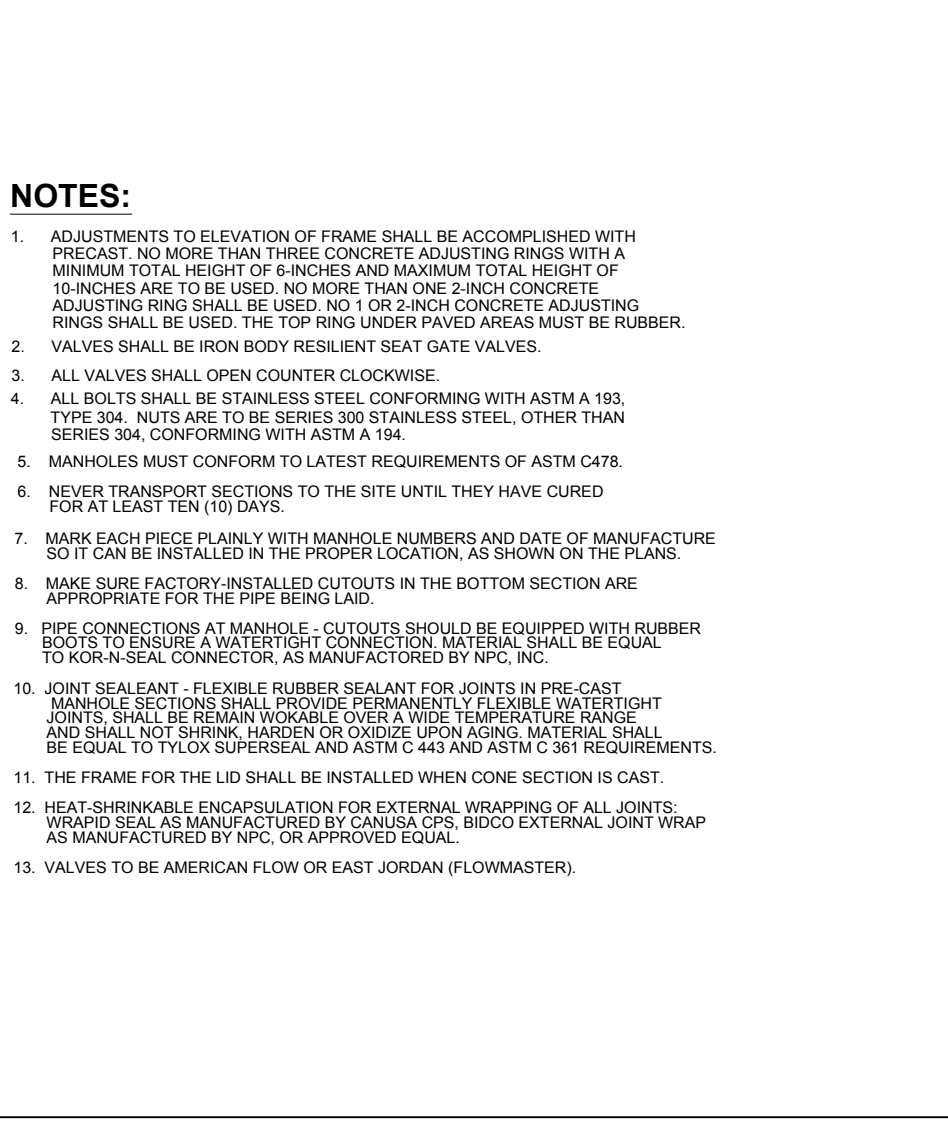 NOTES:
1. ADJUSTMENTS TO ELEVATION OF FRAME SHALL BE ACCOMPLISHED WITH
PRECAST. NO MORE THAN THREE CONCRETE ADJUSTING RINGS WITH A
MINIMUM TOTAL HEIGHT OF 6-INCHES AND MAXIMUM TOTAL HEIGHT OF
10-INCHES ARE TO BE USED. NO MORE THAN ONE 2-INCH CONCRETE
ADJUSTING RING SHALL BE USED. NO 1 OR 2-INCH CONCRETE ADJUSTING
RINGS SHALL BE USED. THE TOP RING UNDER PAVED AREAS MUST BE RUBBER.
2. VALVES SHALL BE IRON BODY RESILIENT SEAT GATE VALVES.
3. ALL VALVES SHALL OPEN COUNTER CLOCKWISE.
4. ALL BOLTS SHALL BE STAINLESS STEEL CONFORMING WITH ASTM A 193,
TYPE 304. NUTS ARE TO BE SERIES 300 STAINLESS STEEL, OTHER THAN
SERIES 304, CONFORMING WITH ASTM A 194.
5. MANHOLES MUST CONFORM TO LATEST REQUIREMENTS OF ASTM C478.
6. NEVER TRANSPORT SECTIONS TO THE SITE UNTIL THEY HAVE CURED
FOR AT LEAST TEN (10) DAYS.
7. MARK EACH PIECE PLAINLY WITH MANHOLE NUMBERS AND DATE OF MANUFACTURE
SO IT CAN BE INSTALLED IN THE PROPER LOCATION, AS SHOWN ON THE PLANS.
8. MAKE SURE FACTORY-INSTALLED CUTOUTS IN THE BOTTOM SECTION ARE
APPROPRIATE FOR THE PIPE BEING LAID.
9. PIPE CONNECTIONS AT MANHOLE - CUTOUTS SHOULD BE EQUIPPED WITH RUBBER
BOOTS TO ENSURE A WATERTIGHT CONNECTION. MATERIAL SHALL BE EQUAL
TO KOR-N-SEAL CONNECTOR, AS MANUFACTORED BY NPC, INC.
10. JOINT SEALEANT - FLEXIBLE RUBBER SEALANT FOR JOINTS IN PRE-CAST
MANHOLE SECTIONS SHALL PROVIDE PERMANENTLY FLEXIBLE WATERTIGHT
JOINTS, SHALL BE REMAIN WOKABLE OVER A WIDE TEMPERATURE RANGE
AND SHALL NOT SHRINK, HARDEN OR OXIDIZE UPON AGING. MATERIAL SHALL
BE EQUAL TO TYLOX SUPERSEAL AND ASTM C 443 AND ASTM C 361 REQUIREMENTS.
11. THE FRAME FOR THE LID SHALL BE INSTALLED WHEN CONE SECTION IS CAST.
12. HEAT-SHRINKABLE ENCAPSULATION FOR EXTERNAL WRAPPING OF ALL JOINTS:
WRAPID SEAL AS MANUFACTURED BY CANUSA CPS, BIDCO EXTERNAL JOINT WRAP
AS MANUFACTURED BY NPC, OR APPROVED EQUAL.
13. VALVES TO BE AMERICAN FLOW OR EAST JORDAN (FLOWMASTER).